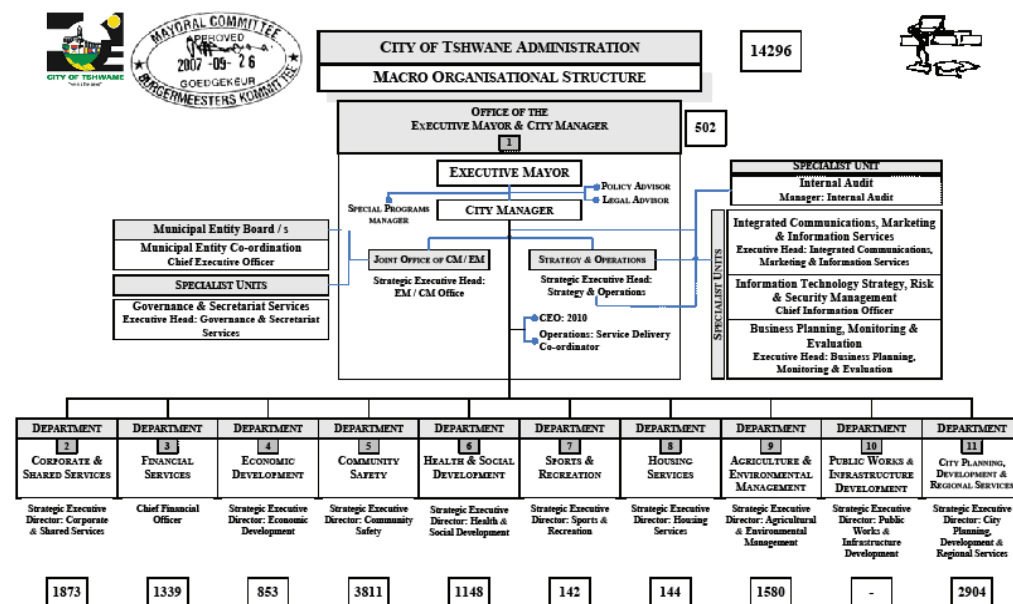 CITY OF TSHWANE
MAYORAL COMMITTEE
APPROVED
2007 -09- 26
GOEDGEKEUR
BURGERMEESTERS KOMMITEE
CITY OF TSHWANE ADMINISTRATION
MACRO ORGANISATIONAL STRUCTURE
14296
OFFICE OF THE
EXECUTIVE MAYOR & CITY MANAGER
1
502
EXECUTIVE MAYOR
POLICY ADVISOR
LEGAL ADVISOR
SPECIAL PROGRAMS
MANAGER
CITY MANAGER
Municipal Entity Board / s
Municipal Entity Co-ordination
Chief Executive Officer
SPECIALIST UNITS
Governance & Secretariat Services
Executive Head: Governance & Secretariat
Services
JOINT OFFICE OF CM / EM
Strategic Executive Head:
EM / CM Office
STRATEGY & OPERATIONS
Strategic Executive Head:
Strategy & Operations
CEO: 2010
Operations: Service Delivery
Co-ordinator
SPECIALIST UNIT
Internal Audit
Manager: Internal Audit
SPECIALIST UNITS
Integrated Communications, Marketing
& Information Services
Executive Head: Integrated Communications,
Marketing & Information Services
Information Technology Strategy, Risk
& Security Management
Chief Information Officer
Business Planning, Monitoring &
Evaluation
Executive Head: Business Planning,
Monitoring & Evaluation
DEPARTMENT
2
CORPORATE &
SHARED SERVICES
Strategic Executive
Director: Corporate
& Shared Services
1873
DEPARTMENT
3
FINANCIAL
SERVICES
Chief Financial
Officer
1339
DEPARTMENT
4
ECONOMIC
DEVELOPMENT
Strategic Executive
Director: Economic
Development
853
DEPARTMENT
5
COMMUNITY
SAFETY
Strategic Executive
Director: Community
Safety
3811
DEPARTMENT
6
HEALTH & SOCIAL
DEVELOPMENT
Strategic Executive
Director: Health &
Social Development
1148
DEPARTMENT
7
SPORTS &
RECREATION
Strategic Executive
Director: Sports &
Recreation
142
DEPARTMENT
8
HOUSING
SERVICES
Strategic Executive
Director: Housing
Services
144
DEPARTMENT
9
AGRICULTURE &
ENVIRONMENTAL
MANAGEMENT
Strategic Executive
Director: Agricultural
& Environmental
Management
1580
DEPARTMENT
10
PUBLIC WORKS &
INFRASTRUCTURE
DEVELOPMENT
Strategic Executive
Director: Public
Works &
Infrastructure
Development
-
DEPARTMENT
11
CITY PLANNING,
DEVELOPMENT &
REGIONAL SERVICES
Strategic Executive
Director: City
Planning,
Development &
Regional Services
2904